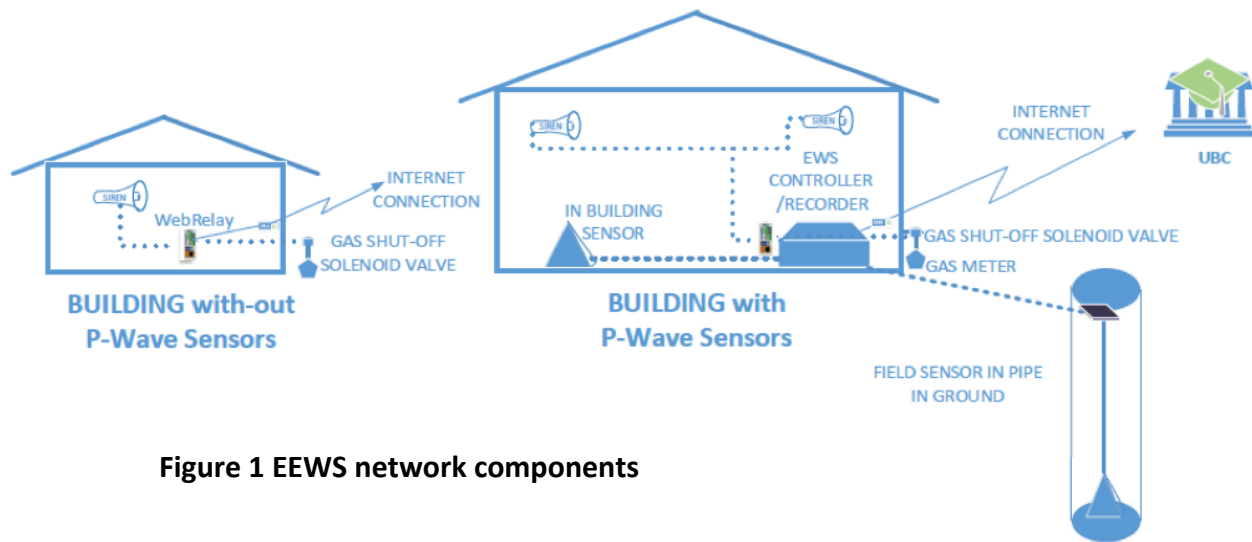 SIREN
WebRelay
INTERNET
CONNECTION
GAS SHUT-OFF
SOLENOID VALVE
BUILDING with-out
P-Wave Sensors
SIREN
SIREN
EWS
CONTROLLER
/RECORDER
IN BUILDING
SENSOR
INTERNET
CONNECTION
UBC
GAS SHUT-OFF SOLENOID VALVE
GAS METER
BUILDING with
P-Wave Sensors
FIELD SENSOR IN PIPE
IN GROUND
Figure 1 EEWS network components